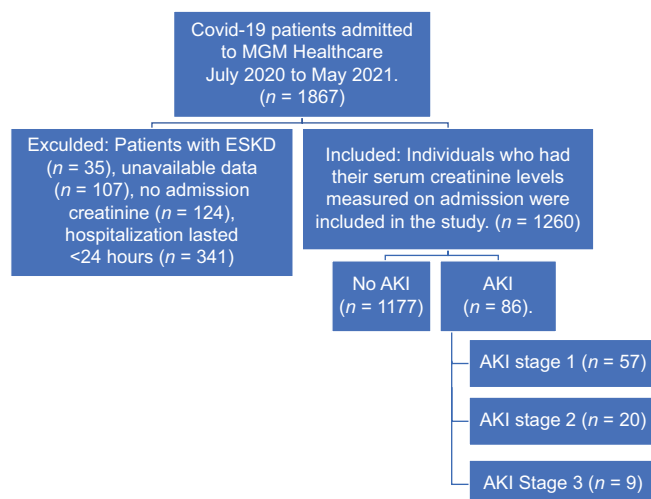 Covid-19 patients admitted
to MGM Healthcare
July 2020 to May 2021.
(n = 1867)
Exculded: Patients with ESKD
(n = 35), unavailable data
(n = 107), no admission
creatinine (n = 124),
hospitalization lasted
<24 hours (n = 341)
Included: Individuals who had
their serum creatinine levels
measured on admission were
included in the study. (n = 1260)
No AKI
(n = 1177)
AKI
(n = 86).
AKI stage 1 (n = 57)
AKI stage 2 (n = 20)
AKI Stage 3 (n = 9)